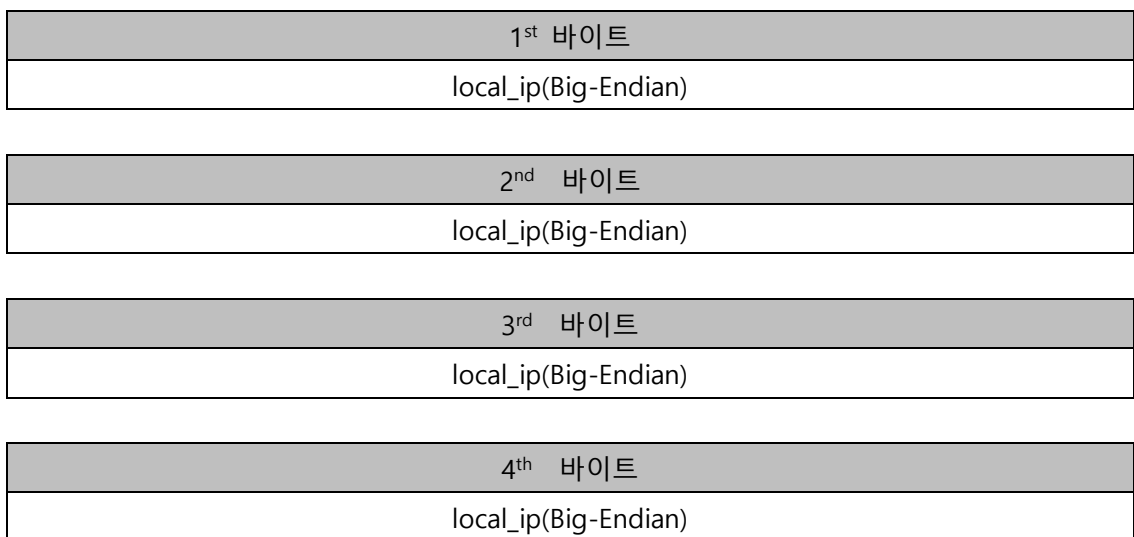 1st 바이트
local_ip(Big-Endian)
2nd 바이트
local_ip(Big-Endian)
3rd 바이트
local_ip(Big-Endian)
4th 바이트
local_ip(Big-Endian)